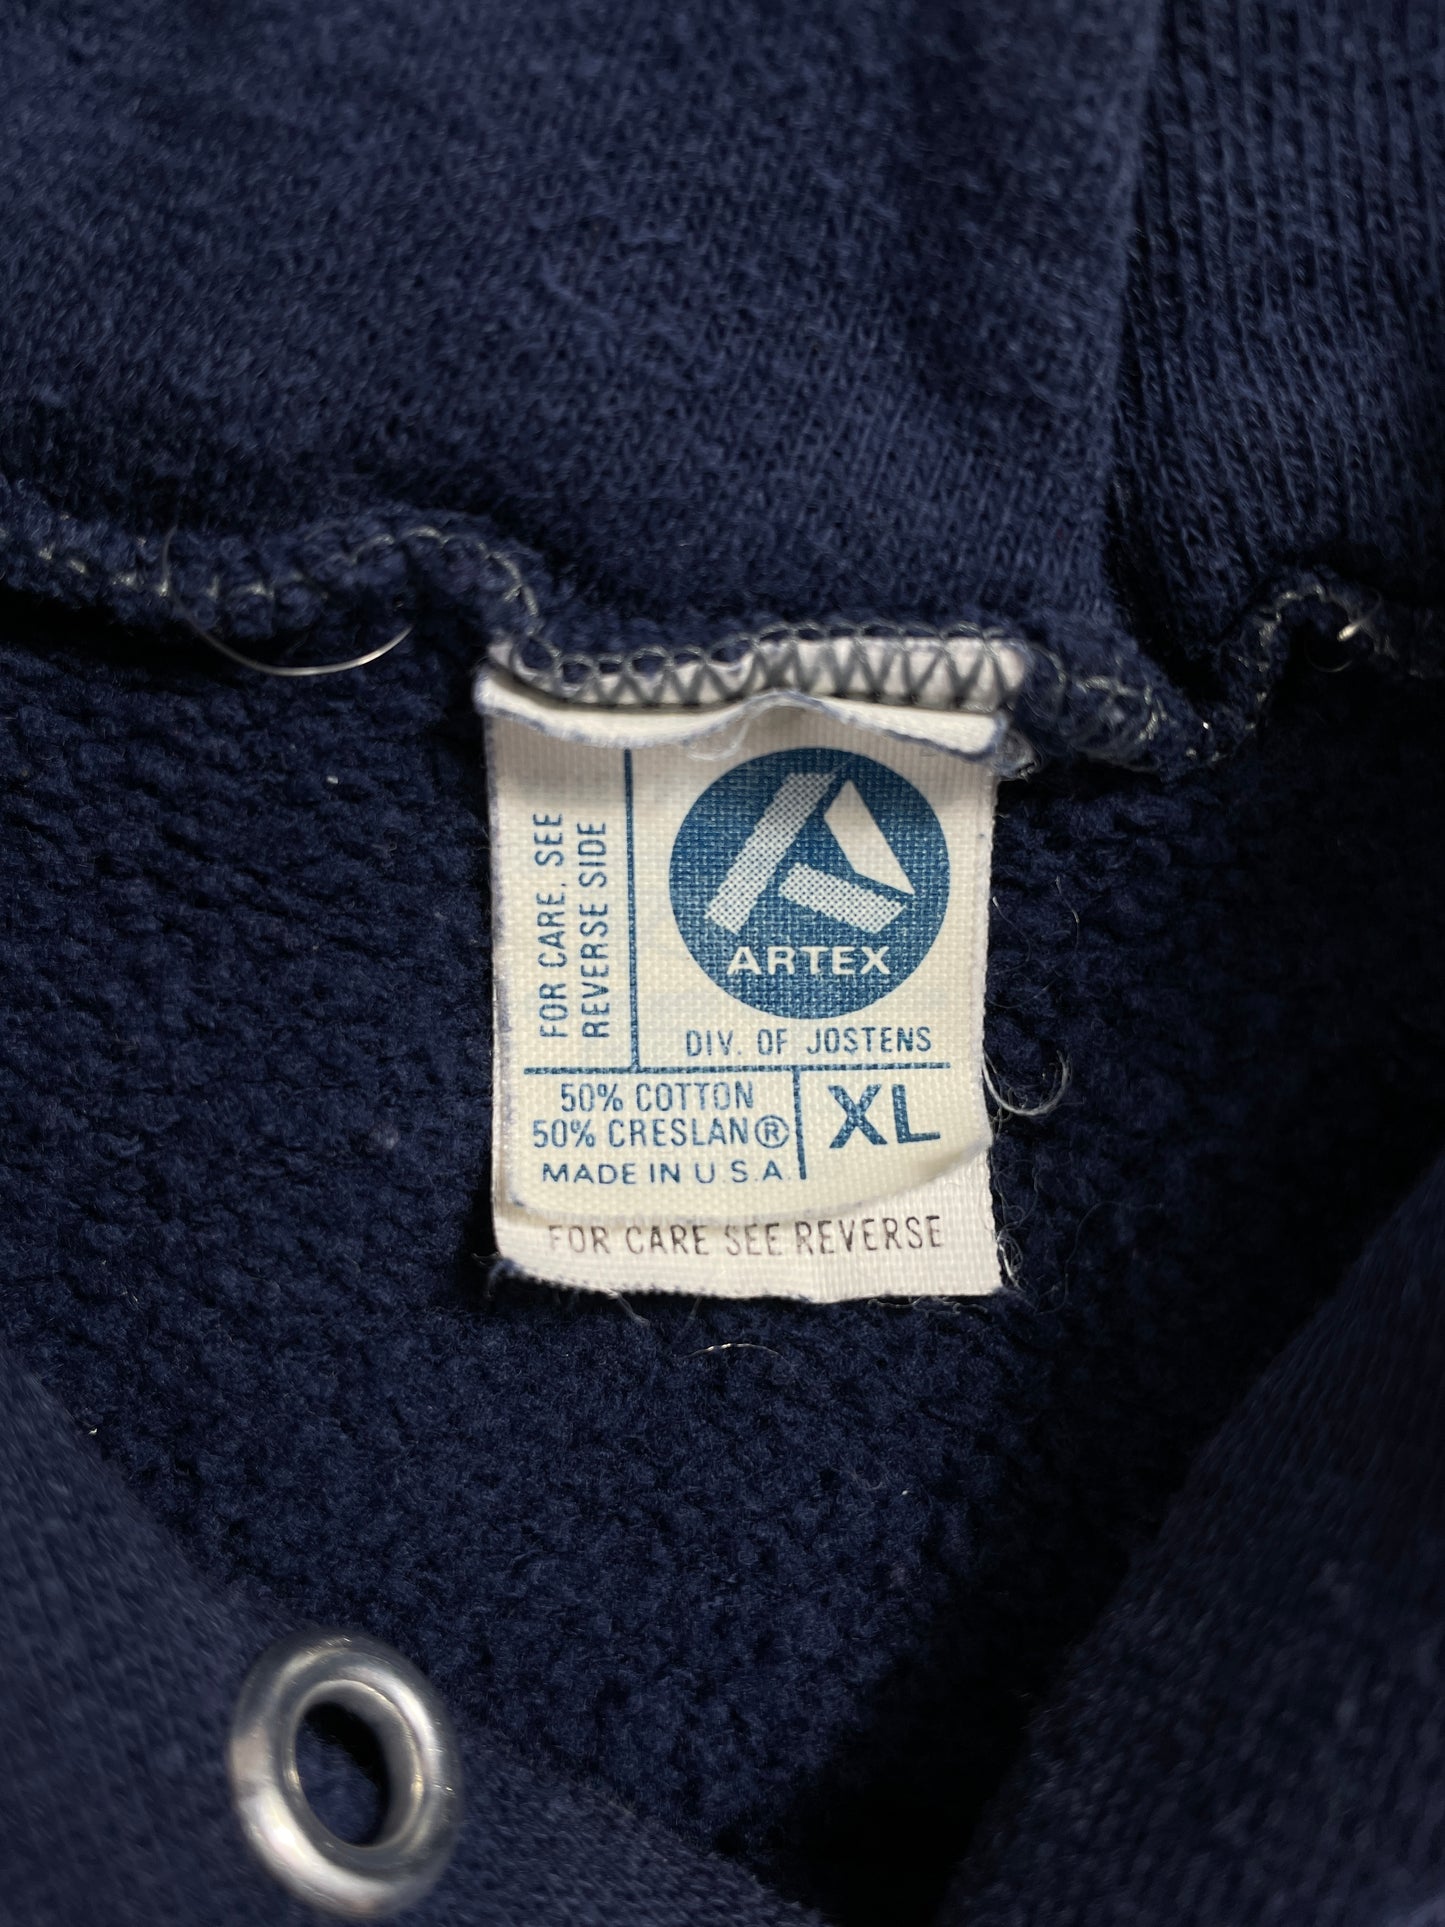 FOR CARE, SEE
REVERSE SIDE
ARTEX
DIV. OF JOSTENS
50% COTTON
50% CRESLAN®
MADE IN U.S.A.
XL
FOR CARE SEE REVERSE